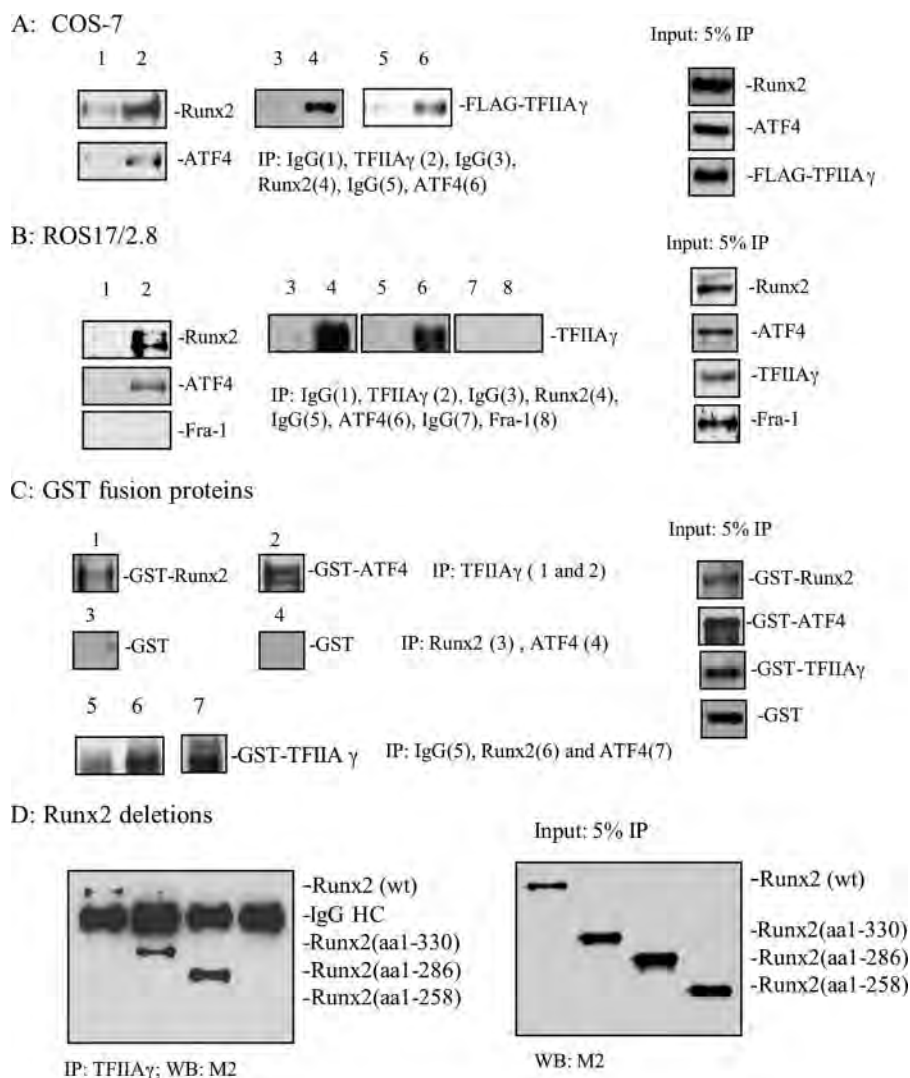 A: COS-7
Input: 5% IP
1 2 3 4 5 6
-Runx2
-FLAG-TFIIAγ
-Runx2
-ATF4
IP: IgG(1), TFIIAγ (2), IgG(3),
Runx2(4), IgG(5), ATF4(6)
-ATF4
-FLAG-TFIIAγ
B: ROS17/2.8
Input: 5% IP
1 2 3 4 5 6 7 8
-Runx2
-TFIIAγ
-Runx2
-ATF4
-ATF4
IP: IgG(1), TFIIAγ (2), IgG(3), Runx2(4),
IgG(5), ATF4(6), IgG(7), Fra-1(8)
-TFIIAγ
-Fra-1
-Fra-1
C: GST fusion proteins
Input: 5% IP
1 2
-GST-Runx2
-GST-ATF4
IP: TFIIAγ ( 1 and 2)
-GST-Runx2
3 4
-GST
-GST
IP: Runx2 (3) , ATF4 (4)
-GST-ATF4
-GST-TFIIAγ
-GST
5 6 7
-GST-TFIIA γ
IP: IgG(5), Runx2(6) and ATF4(7)
D: Runx2 deletions
Input: 5% IP
-Runx2 (wt)
-IgG HC
-Runx2(aa1-330)
-Runx2(aa1-286)
-Runx2(aa1-258)
-Runx2 (wt)
-Runx2(aa1-330)
-Runx2(aa1-286)
-Runx2(aa1-258)
IP: TFIIAγ; WB: M2
WB: M2